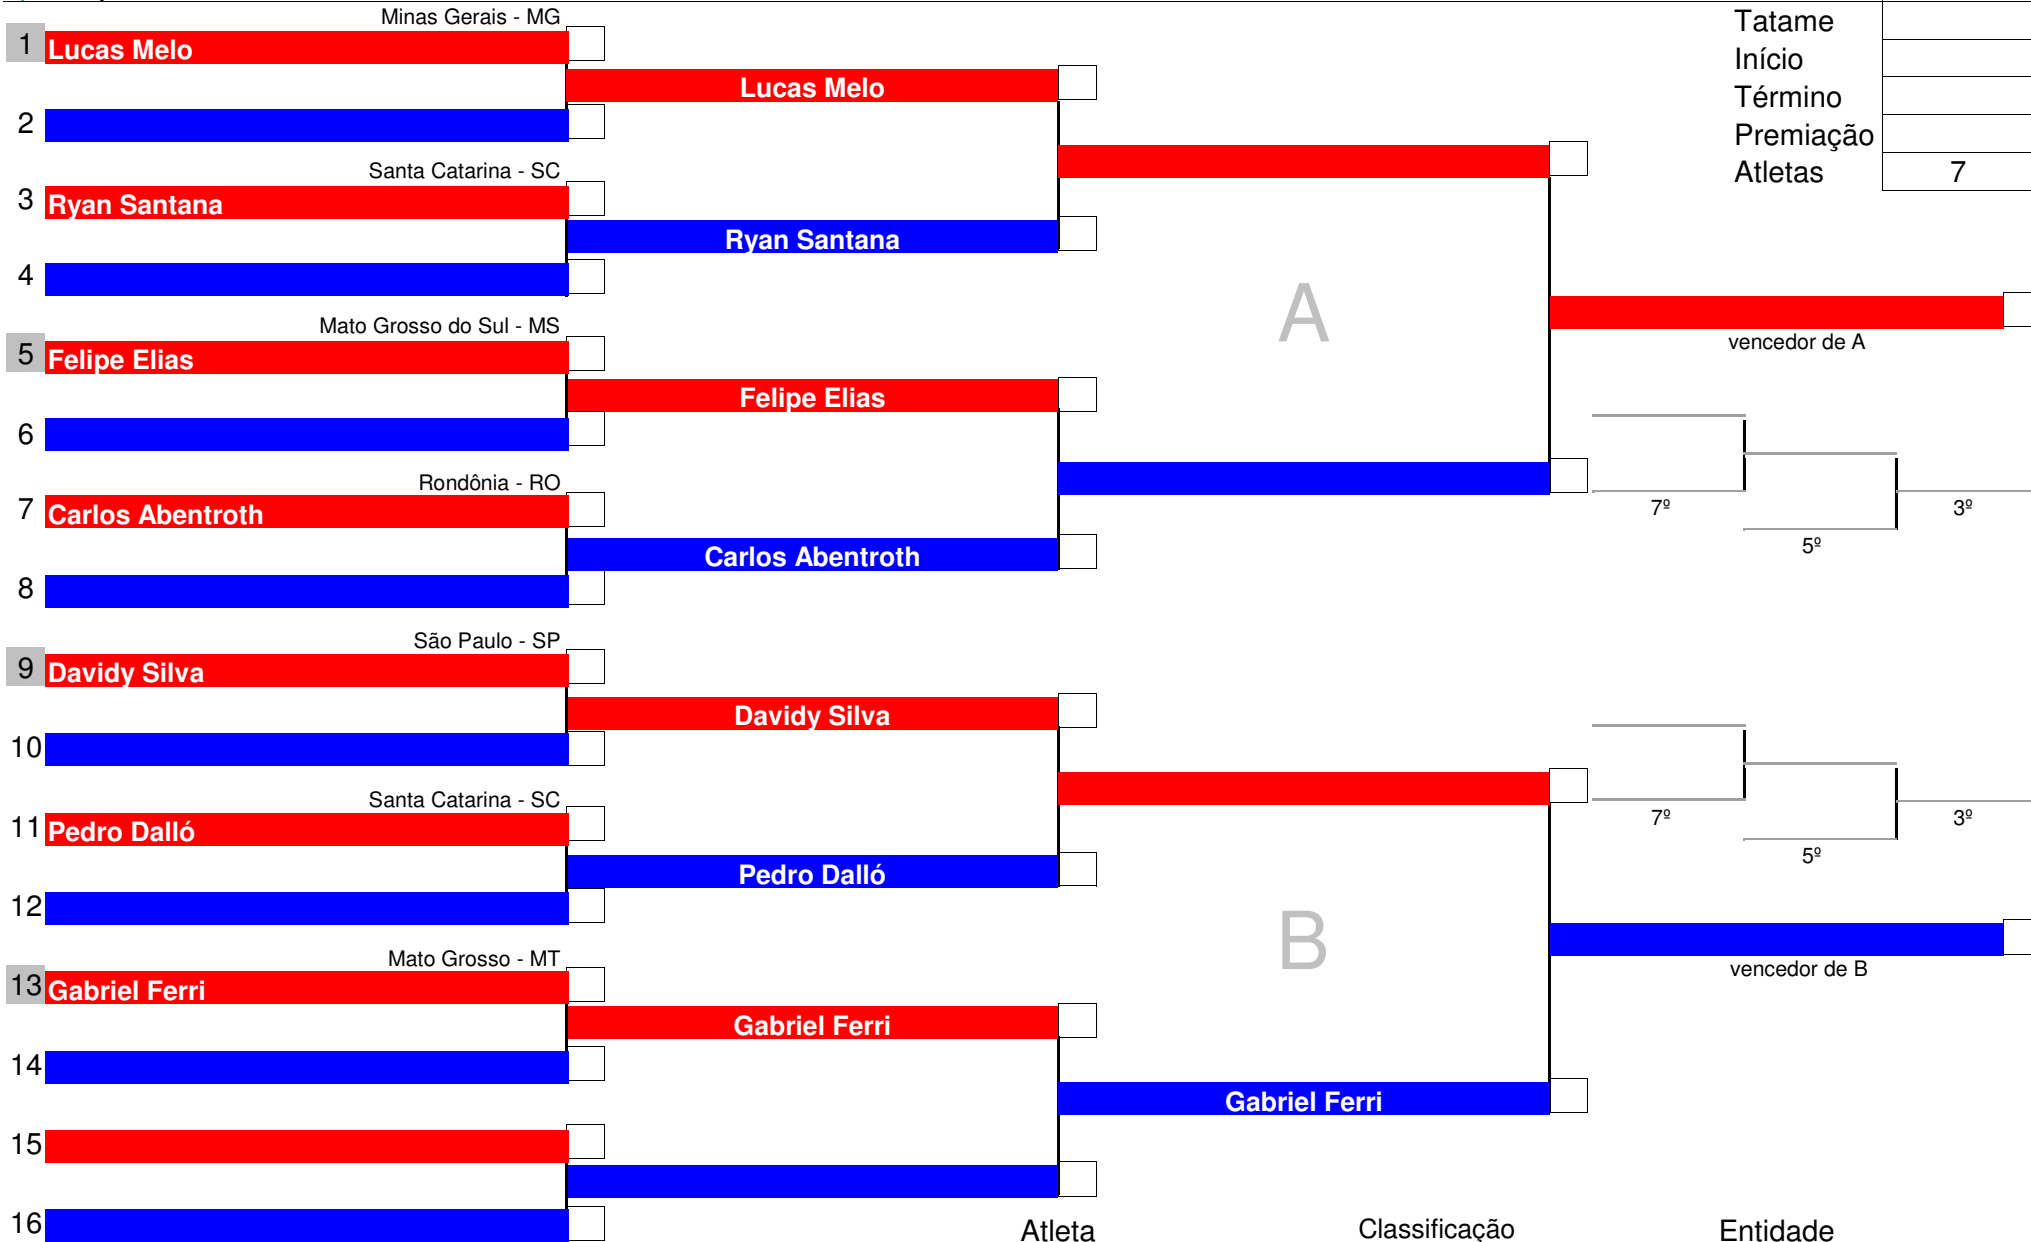 Minas Gerais - MG
Tatame
1 Lucas Melo
Início
Lucas Melo
Término
2
Premiação
Santa Catarina - SC
Atletas 7
3 Ryan Santana
Ryan Santana
4
A
Mato Grosso do Sul - MS
vencedor de A
5 Felipe Elias
Felipe Elias
6
Rondônia - RO
7 Carlos Abentroth
7º 3º
5º
Carlos Abentroth
8
São Paulo - SP
9 Davidy Silva
Davidy Silva
10
Santa Catarina - SC
7º 3º
11 Pedro Dalló
5º
Pedro Dalló
12
B
Mato Grosso - MT
vencedor de B
13 Gabriel Ferri
Gabriel Ferri
14
Gabriel Ferri
15
16
Atleta Classificação Entidade